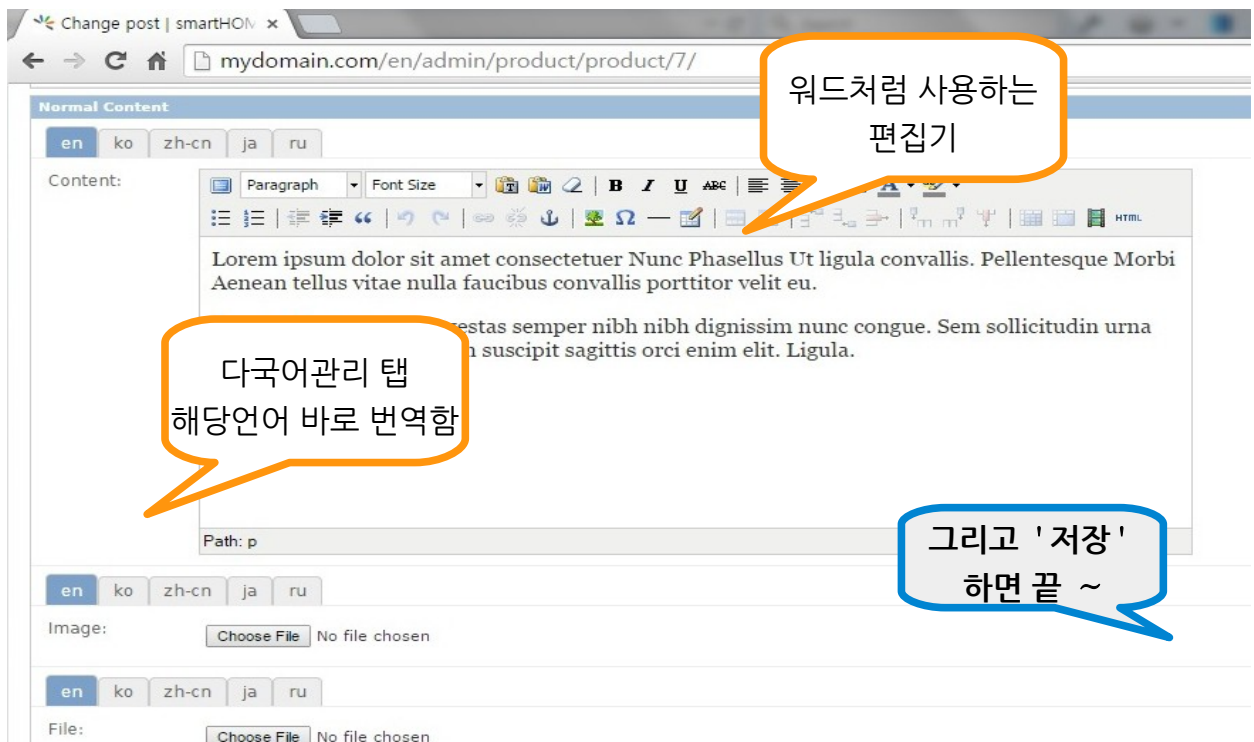 Change post | smartHOM
mydomain.com/en/admin/product/product/7/
워드처럼 사용하는
편집기
Normal Content
en ko zh-cn ja ru
Content:
Paragraph Font Size B I U ABC A
HTML
Lorem ipsum dolor sit amet consectetuer Nunc Phasellus Ut ligula convallis. Pellentesque Morbi
Aenean tellus vitae nulla faucibus convallis porttitor velit eu.
semper nibh nibh dignissim nunc congue. Sem sollicitudin urna
suscipit sagittis orci enim elit. Ligula.
다국어관리 탭
해당언어 바로 번역함
Path: p
그리고 '저장'
하면 끝 ~
en ko zh-cn ja ru
Image:
Choose File No file chosen
en ko zh-cn ja ru
File:
Choose File No file chosen